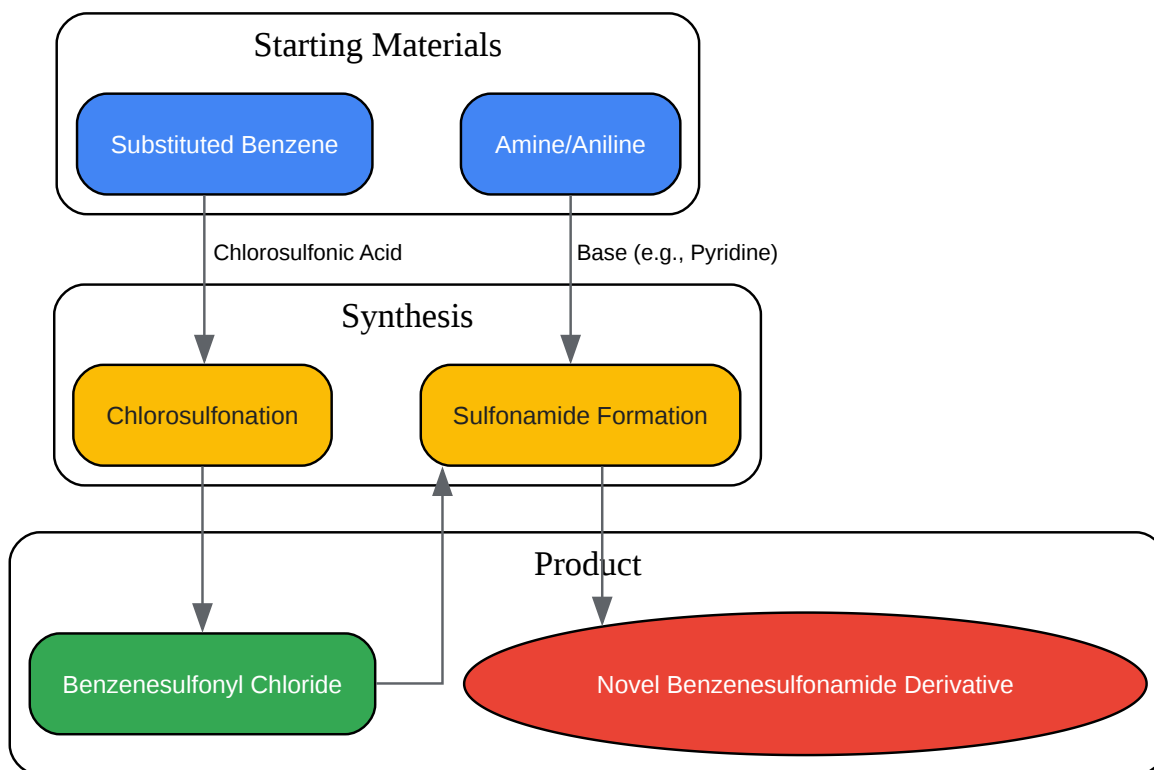 Starting Materials
Substituted Benzene
Amine/Aniline
Chlorosulfonic Acid
Base (e.g., Pyridine)
Synthesis
Chlorosulfonation
Sulfonamide Formation
Product
Benzenesulfonyl Chloride
Novel Benzenesulfonamide Derivative